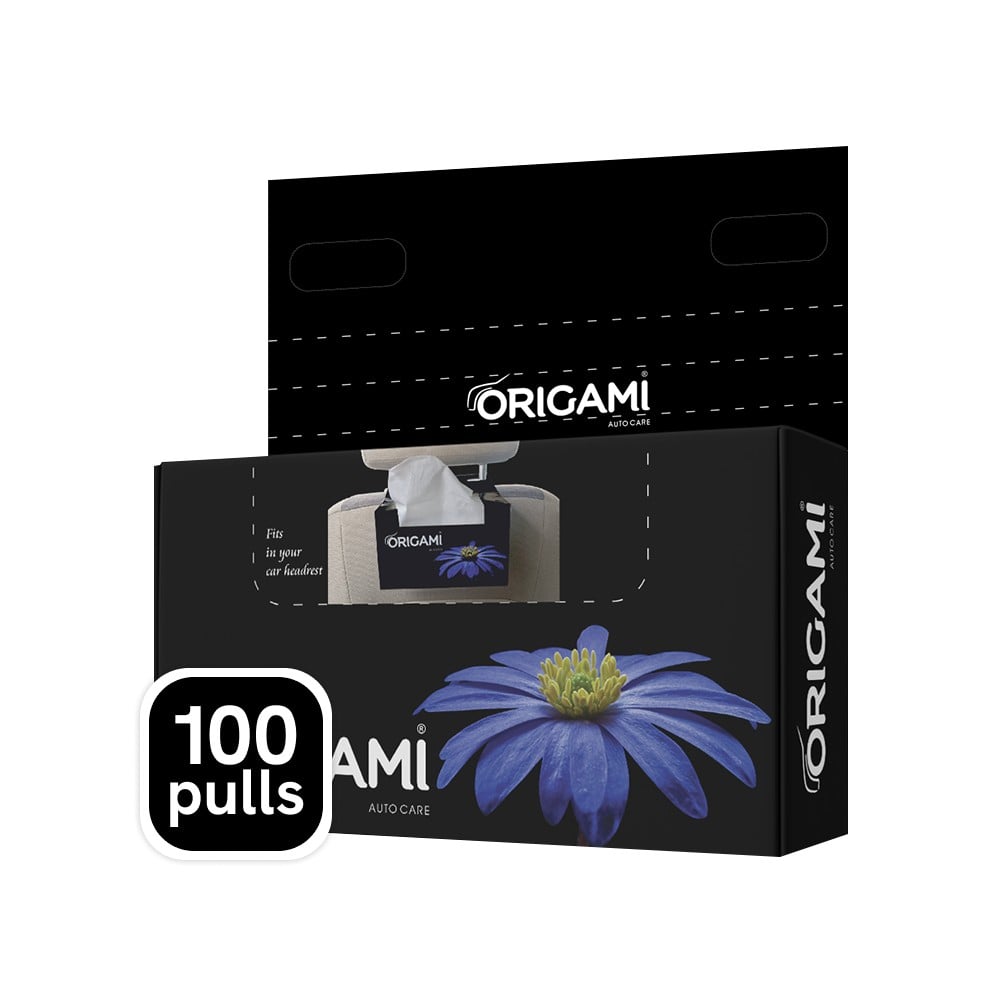 ORIGAMI®
AUTO CARE
Fits
in your
car headrest
ORIGAMI
100
pulls
AMI®
AUTO CARE
ORIGAMI®
AUTO CARE